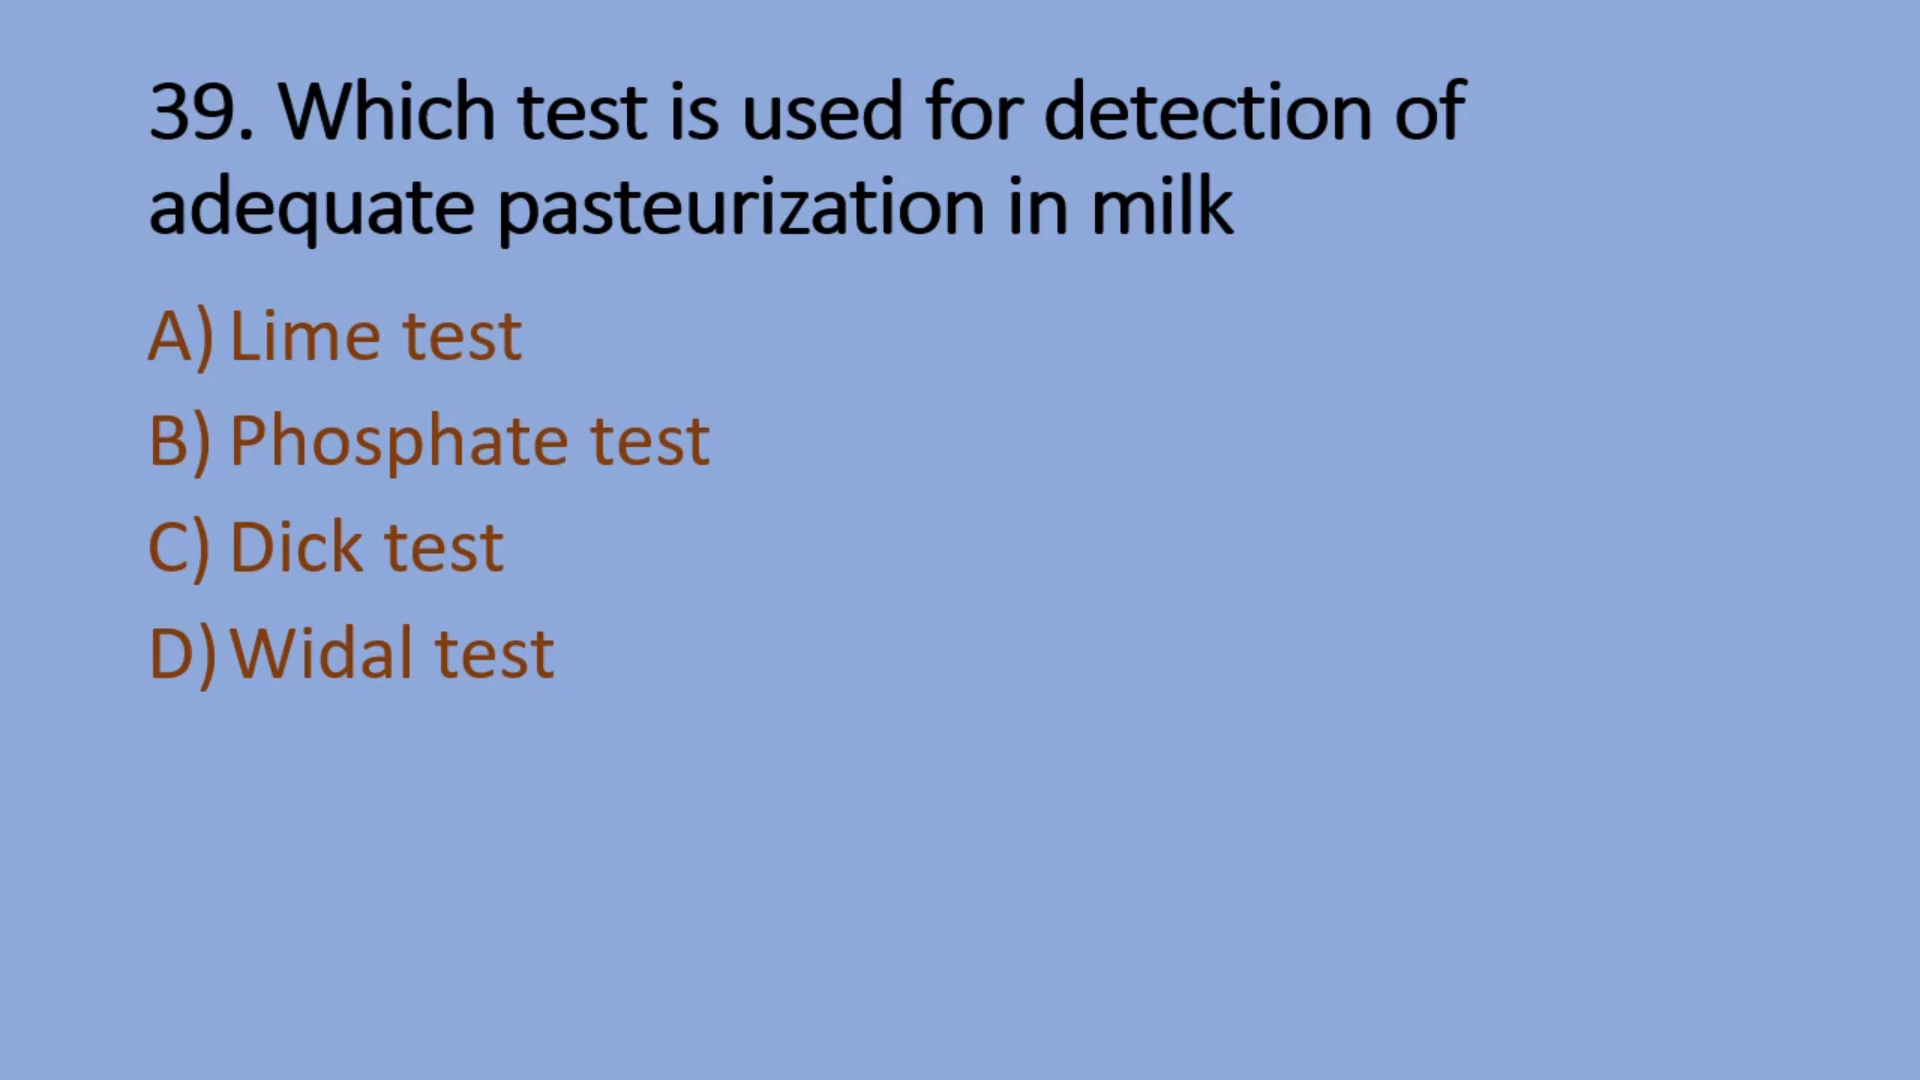 39. Which test is used for detection of
adequate pasteurization in milk
A) Lime test
B) Phosphate test
C) Dick test
D) Widal test